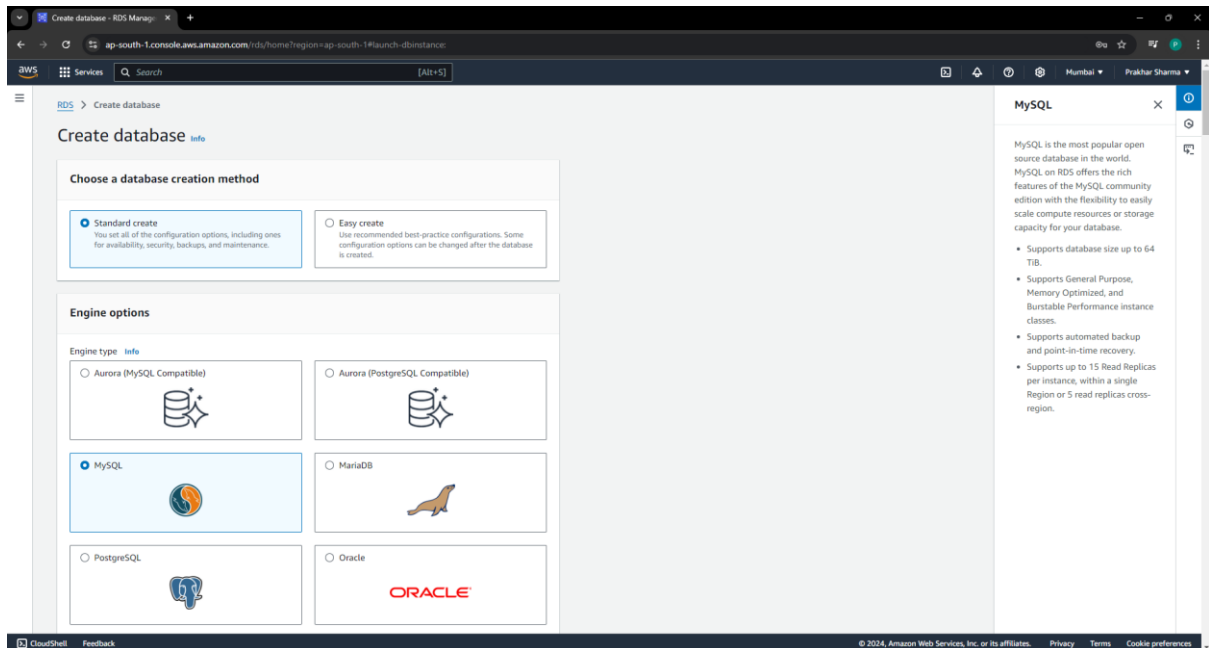 Create database - RDS Manag
ap-south-1.console.aws.amazon.com/rds/home?region=ap-south-1#launch-dbinstance:
aws
Services
Search
[Alt+S]
Mumbai
Prakhar Sharma
RDS > Create database
Create database Info
Choose a database creation method
Standard create
You set all of the configuration options, including ones
for availability, security, backups, and maintenance.
Easy create
Use recommended best-practice configurations. Some
configuration options can be changed after the database
is created.
Engine options
Engine type Info
Aurora (MySQL Compatible)
Aurora (PostgreSQL Compatible)
MySQL
MariaDB
PostgreSQL
Oracle
ORACLE
MySQL
MySQL is the most popular open
source database in the world.
MySQL on RDS offers the rich
features of the MySQL community
edition with the flexibility to easily
scale compute resources or storage
capacity for your database.
• Supports database size up to 64
TiB.
• Supports General Purpose,
Memory Optimized, and
Burstable Performance instance
classes.
• Supports automated backup
and point-in-time recovery.
• Supports up to 15 Read Replicas
per instance, within a single
Region or 5 read replicas cross-
region.
CloudShell
Feedback
© 2024, Amazon Web Services, Inc. or its affiliates.
Privacy
Terms
Cookie preferences